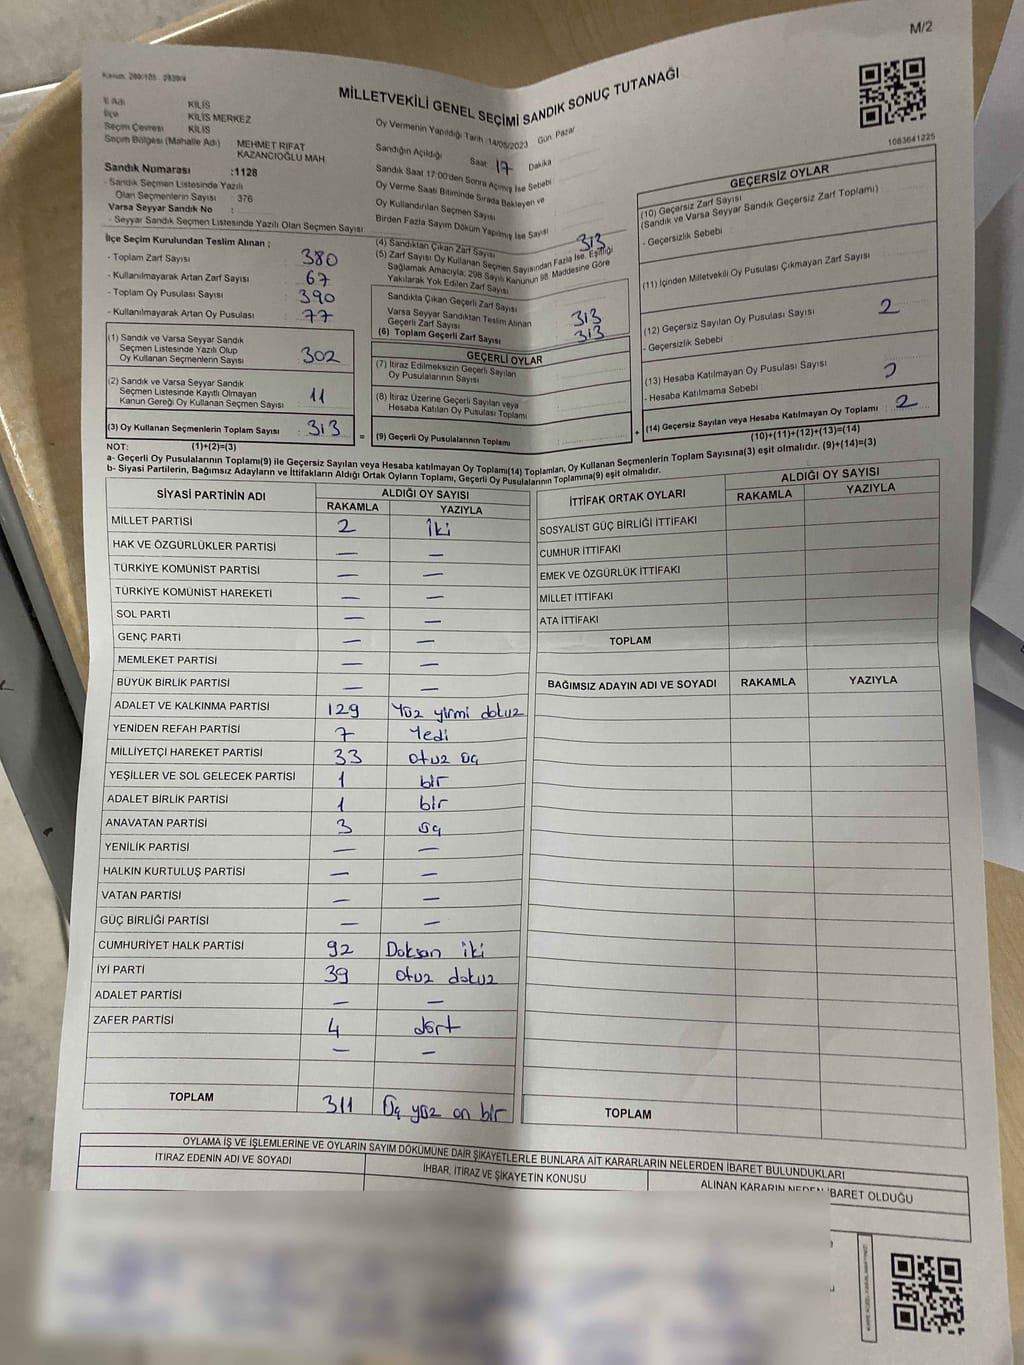 M/2
MİLLETVEKİLİ GENEL SEÇİMİ SANDIK SONUÇ TUTANAĞI
1083641225
İl Adı KİLİS
İlçe KİLİS MERKEZ
Seçim Çevresi KİLİS
Seçim Bölgesi (Mahalle Adı) MEHMET RIFAT KAZANCIOĞLU MAH
Sandık Numarası :1128
- Sandık Seçmen Listesinde Yazılı
Olan Seçmenlerin Sayısı : 376
Varsa Seyyar Sandık No :
- Seyyar Sandık Seçmen Listesinde Yazılı Olan Seçmen Sayısı
Oy Vermenin Yapıldığı Tarih :14/05/2023 Gün: Pazar
Sandığın Açıldığı Saat: 17 Dakika
Sandık Saat 17:00'den Sonra Açılmış İse Sebebi
Oy Verme Saati Bitiminde Sırada Bekleyen ve
Oy Kullandırılan Seçmen Sayısı
Birden Fazla Sayım Döküm Yapılmış İse Sayısı
İlçe Seçim Kurulundan Teslim Alınan ;
- Toplam Zarf Sayısı : 380
- Kullanılmayarak Artan Zarf Sayısı : 67
- Toplam Oy Pusulası Sayısı : 390
- Kullanılmayarak Artan Oy Pusulası : 77
(1) Sandık ve Varsa Seyyar Sandık
Seçmen Listesinde Yazılı Olup
Oy Kullanan Seçmenlerin Sayısı : 302
(2) Sandık ve Varsa Seyyar Sandık
Seçmen Listesinde Kayıtlı Olmayan
Kanun Gereği Oy Kullanan Seçmen Sayısı : 11
(3) Oy Kullanan Seçmenlerin Toplam Sayısı : 313
(1)+(2)=(3)
(4) Sandıktan Çıkan Zarf Sayısı 313
(5) Zarf Sayısı Oy Kullanan Seçmen Sayısından Fazla İse, Eşitliği
Sağlamak Amacıyla; 298 Sayılı Kanunun 98. Maddesine Göre
Yakılarak Yok Edilen Zarf Sayısı
Sandıkta Çıkan Geçerli Zarf Sayısı
Varsa Seyyar Sandıktan Teslim Alınan
Geçerli Zarf Sayısı 313
(6) Toplam Geçerli Zarf Sayısı 313
GEÇERLİ OYLAR
(7) İtiraz Edilmeksizin Geçerli Sayılan
Oy Pusulalarının Sayısı
(8) İtiraz Üzerine Geçerli Sayılan veya
Hesaba Katılan Oy Pusulası Toplamı
= (9) Geçerli Oy Pusulalarının Toplamı +
GEÇERSİZ OYLAR
(10) Geçersiz Zarf Sayısı
(Sandık ve Varsa Seyyar Sandık Geçersiz Zarf Toplamı)
- Geçersizlik Sebebi :
(11) İçinden Milletvekili Oy Pusulası Çıkmayan Zarf Sayısı
(12) Geçersiz Sayılan Oy Pusulası Sayısı 2
- Geçersizlik Sebebi :
(13) Hesaba Katılmayan Oy Pusulası Sayısı
- Hesaba Katılmama Sebebi :
(14) Geçersiz Sayılan veya Hesaba Katılmayan Oy Toplamı : 2
(10)+(11)+(12)+(13)=(14)
NOT:
a- Geçerli Oy Pusulalarının Toplamı(9) ile Geçersiz Sayılan veya Hesaba katılmayan Oy Toplamı(14) Toplamları, Oy Kullanan Seçmenlerin Toplam Sayısına(3) eşit olmalıdır. (9)+(14)=(3)
b- Siyasi Partilerin, Bağımsız Adayların ve İttifakların Aldığı Ortak Oyların Toplamı, Geçerli Oy Pusulalarının Toplamına(9) eşit olmalıdır.
SİYASİ PARTİNİN ADI ALDIĞI OY SAYISI
RAKAMLA YAZIYLA
MİLLET PARTİSİ 2 İki
HAK VE ÖZGÜRLÜKLER PARTİSİ — —
TÜRKİYE KOMÜNİST PARTİSİ — —
TÜRKİYE KOMÜNİST HAREKETİ — —
SOL PARTİ — —
GENÇ PARTİ — —
MEMLEKET PARTİSİ — —
BÜYÜK BİRLİK PARTİSİ — —
ADALET VE KALKINMA PARTİSİ 129 Yüz yirmi dokuz
YENİDEN REFAH PARTİSİ 7 Yedi
MİLLİYETÇİ HAREKET PARTİSİ 33 otuz üç
YEŞİLLER VE SOL GELECEK PARTİSİ 1 bir
ADALET BİRLİK PARTİSİ 1 bir
ANAVATAN PARTİSİ 3 üç
YENİLİK PARTİSİ — —
HALKIN KURTULUŞ PARTİSİ — —
VATAN PARTİSİ — —
GÜÇ BİRLİĞİ PARTİSİ — —
CUMHURİYET HALK PARTİSİ 92 Doksan iki
İYİ PARTİ 39 otuz dokuz
ADALET PARTİSİ — —
ZAFER PARTİSİ 4 dört
— —
TOPLAM 311 Üç yüz on bir
İTTİFAK ORTAK OYLARI ALDIĞI OY SAYISI
RAKAMLA YAZIYLA
SOSYALİST GÜÇ BİRLİĞİ İTTİFAKI
CUMHUR İTTİFAKI
EMEK VE ÖZGÜRLÜK İTTİFAKI
MİLLET İTTİFAKI
ATA İTTİFAKI
TOPLAM
BAĞIMSIZ ADAYIN ADI VE SOYADI RAKAMLA YAZIYLA
TOPLAM
OYLAMA İŞ VE İŞLEMLERİNE VE OYLARIN SAYIM DÖKÜMÜNE DAİR ŞİKAYETLERLE BUNLARA AİT KARARLARIN NELERDEN İBARET BULUNDUKLARI
İTİRAZ EDENİN ADI VE SOYADI İHBAR, İTİRAZ VE ŞİKAYETİN KONUSU ALINAN KARARIN İBARET OLDUĞU